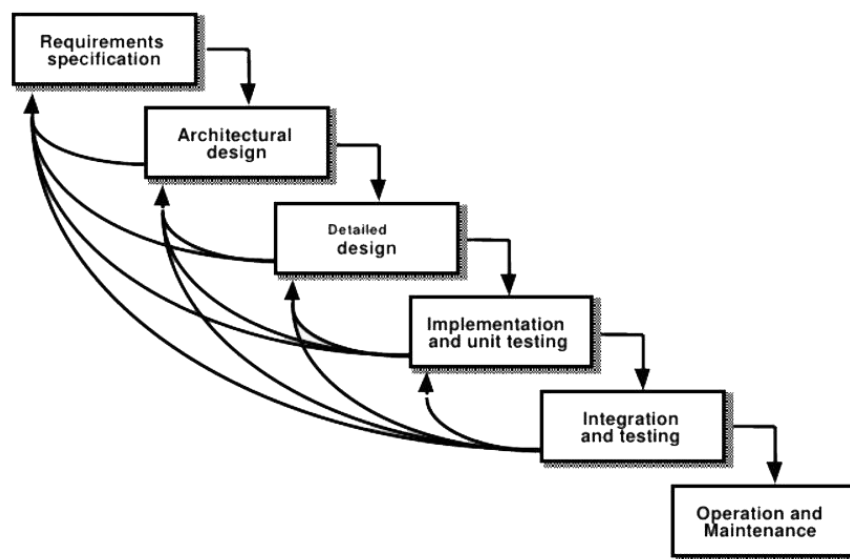 Requirements
specification
Architectural
design
Detailed
design
Implementation
and unit testing
Integration
and testing
Operation and
Maintenance